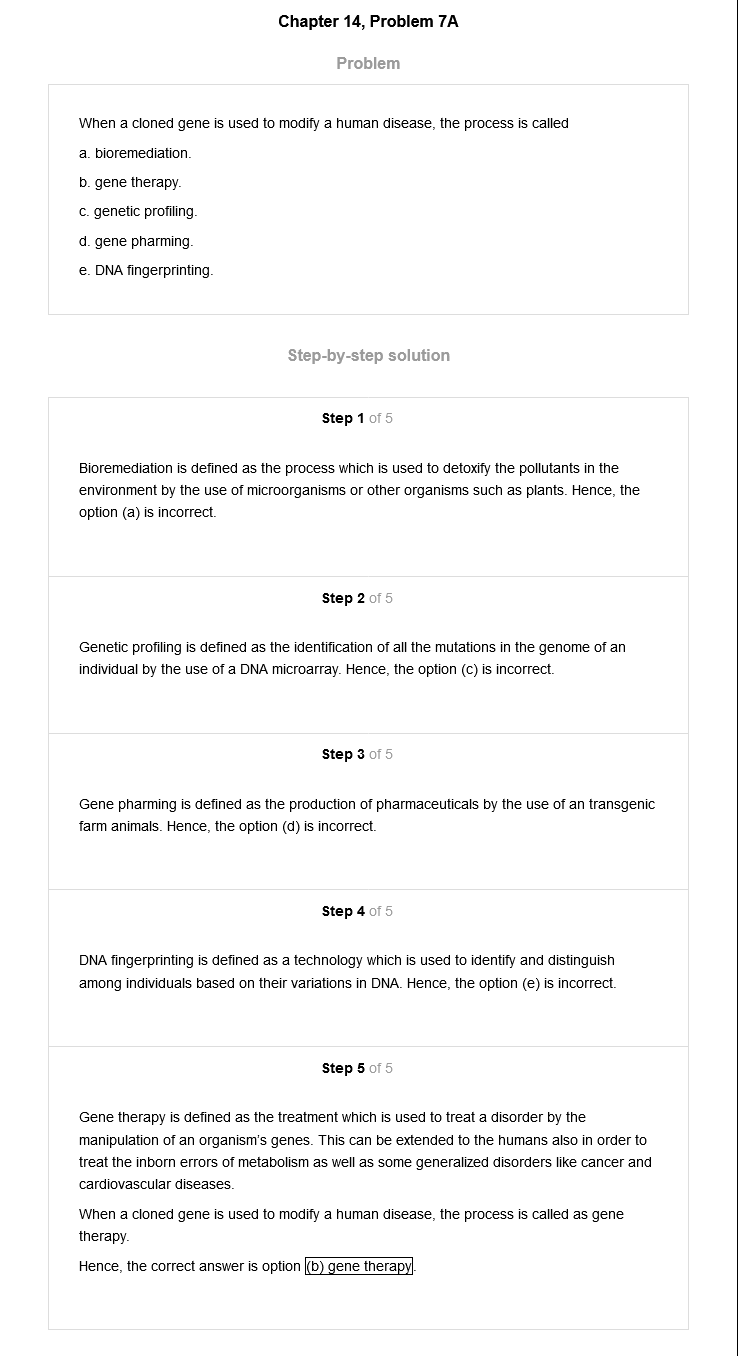 Chapter 14, Problem 7A
Problem
When a cloned gene is used to modify a human disease, the process is called
a. bioremediation.
b. gene therapy.
c. genetic profiling.
d. gene pharming.
e. DNA fingerprinting.
Step-by-step solution
Step 1 of 5
Bioremediation is defined as the process which is used to detoxify the pollutants in the
environment by the use of microorganisms or other organisms such as plants. Hence, the
option (a) is incorrect.
Step 2 of 5
Genetic profiling is defined as the identification of all the mutations in the genome of an
individual by the use of a DNA microarray. Hence, the option (c) is incorrect.
Step 3 of 5
Gene pharming is defined as the production of pharmaceuticals by the use of an transgenic
farm animals. Hence, the option (d) is incorrect.
Step 4 of 5
DNA fingerprinting is defined as a technology which is used to identify and distinguish
among individuals based on their variations in DNA. Hence, the option (e) is incorrect.
Step 5 of 5
Gene therapy is defined as the treatment which is used to treat a disorder by the
manipulation of an organism's genes. This can be extended to the humans also in order to
treat the inborn errors of metabolism as well as some generalized disorders like cancer and
cardiovascular diseases.
When a cloned gene is used to modify a human disease, the process is called as gene
therapy.
Hence, the correct answer is option (b) gene therapy.